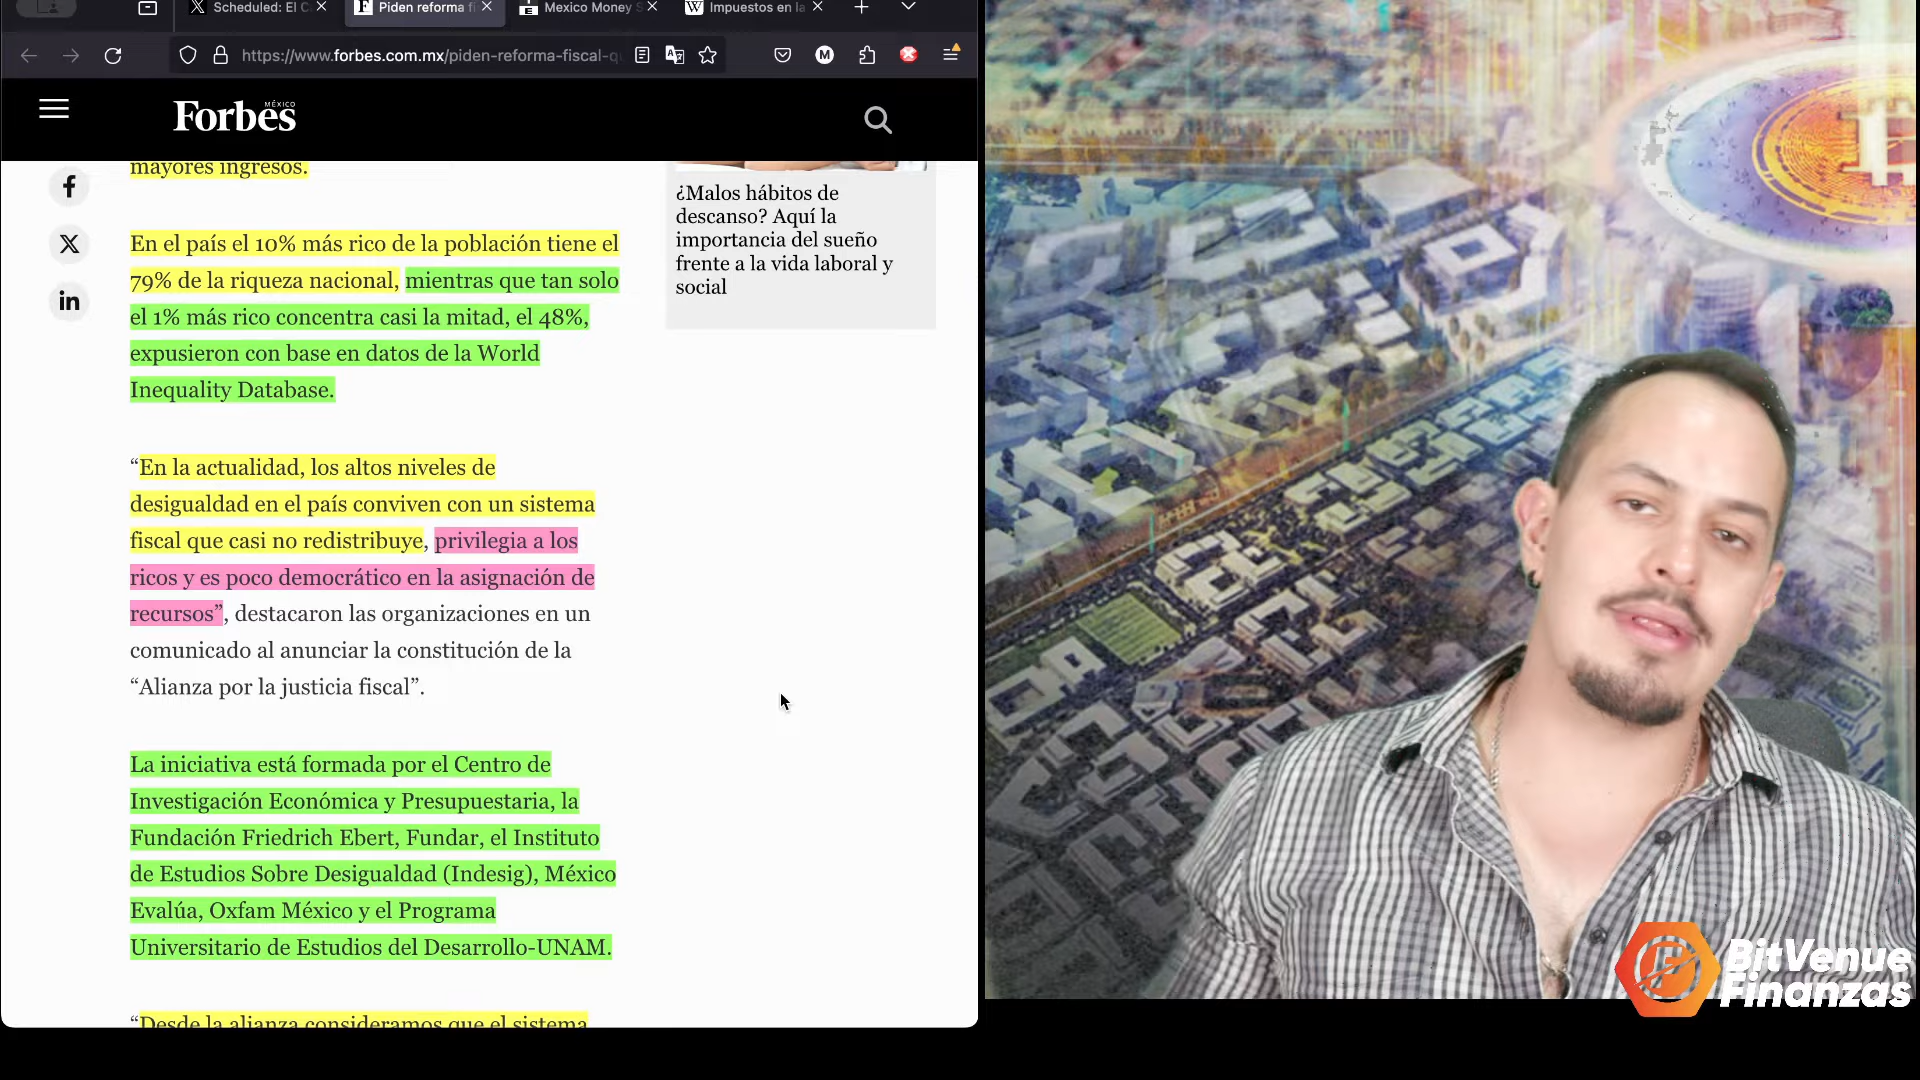 Scheduled: El C
Piden reforma fi
Mexico Money S
Impuestos en la
https://www.forbes.com.mx/piden-reforma-fiscal-qu
M
MÉXICO
Forbes
mayores ingresos.
En el país el 10% más rico de la población tiene el
79% de la riqueza nacional, mientras que tan solo
el 1% más rico concentra casi la mitad, el 48%,
expusieron con base en datos de la World
Inequality Database.
“En la actualidad, los altos niveles de
desigualdad en el país conviven con un sistema
fiscal que casi no redistribuye, privilegia a los
ricos y es poco democrático en la asignación de
recursos”, destacaron las organizaciones en un
comunicado al anunciar la constitución de la
“Alianza por la justicia fiscal”.
La iniciativa está formada por el Centro de
Investigación Económica y Presupuestaria, la
Fundación Friedrich Ebert, Fundar, el Instituto
de Estudios Sobre Desigualdad (Indesig), México
Evalúa, Oxfam México y el Programa
Universitario de Estudios del Desarrollo-UNAM.
“Desde la alianza consideramos que el sistema
¿Malos hábitos de
descanso? Aquí la
importancia del sueño
frente a la vida laboral y
social
BitVenue
Finanzas